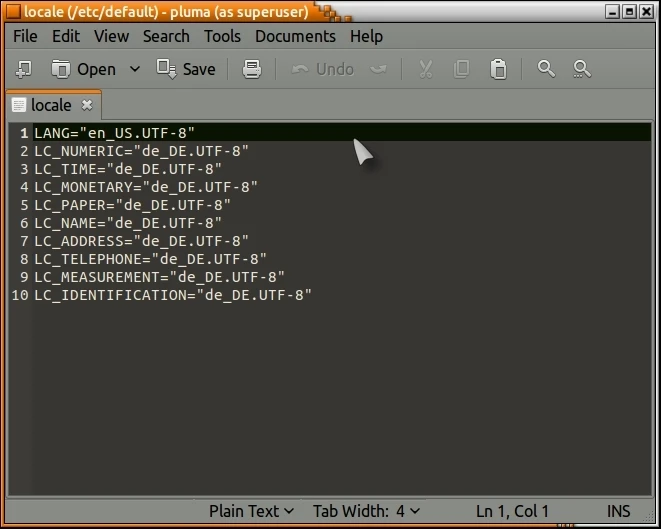 locale (/etc/default) - pluma (as superuser)
File Edit View Search Tools Documents Help
Open Save Undo
locale
1 LANG="en_US.UTF-8"
2 LC_NUMERIC="de_DE.UTF-8"
3 LC_TIME="de_DE.UTF-8"
4 LC_MONETARY="de_DE.UTF-8"
5 LC_PAPER="de_DE.UTF-8"
6 LC_NAME="de_DE.UTF-8"
7 LC_ADDRESS="de_DE.UTF-8"
8 LC_TELEPHONE="de_DE.UTF-8"
9 LC_MEASUREMENT="de_DE.UTF-8"
10 LC_IDENTIFICATION="de_DE.UTF-8"
Plain Text Tab Width: 4 Ln 1, Col 1 INS